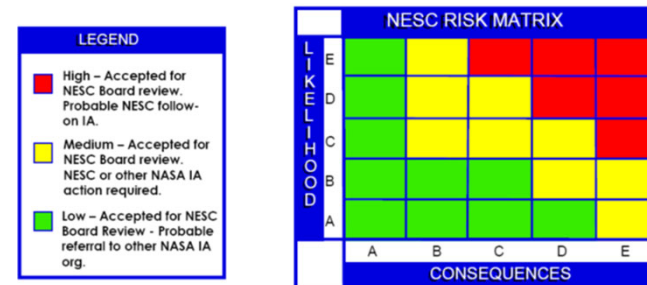 LEGEND
High – Accepted for
NESC Board review.
Probable NESC follow-
on IA.
Medium – Accepted for
NESC Board review.
NESC or other NASA IA
action required.
Low – Accepted for NESC
Board Review - Probable
referral to other NASA IA
org.
NESC RISK MATRIX
LIKELIHOOD
E
D
C
B
A
A B C D E
CONSEQUENCES